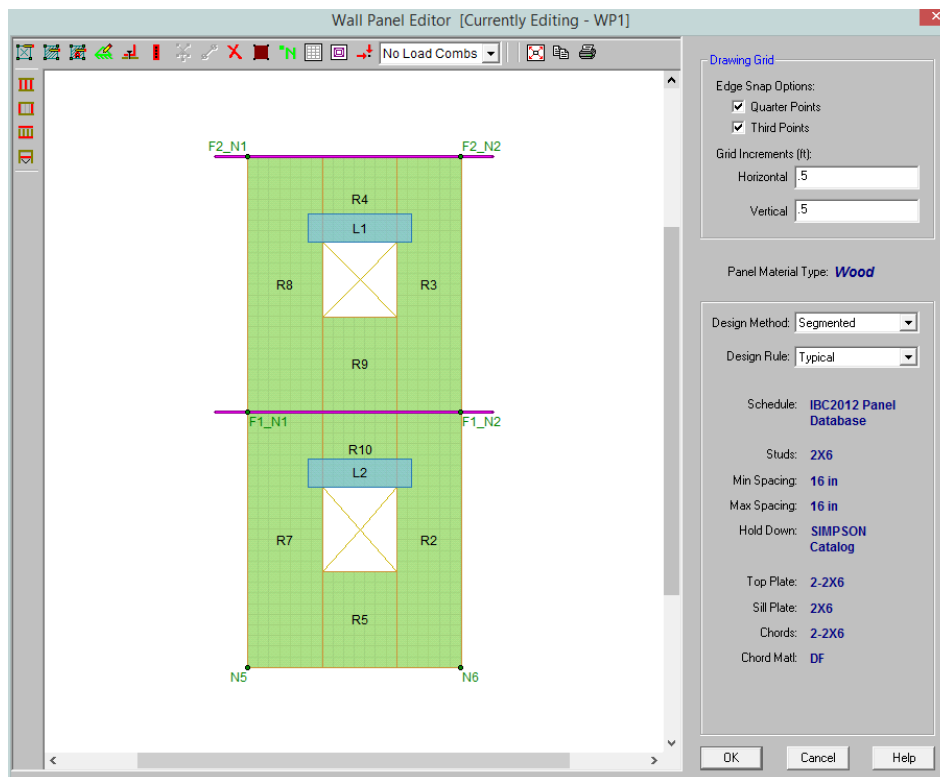 Wall Panel Editor [Currently Editing - WP1]
No Load Combs
Drawing Grid
Edge Snap Options:
Quarter Points
Third Points
Grid Increments (ft):
Horizontal .5
Vertical .5
Panel Material Type: Wood
Design Method: Segmented
Design Rule: Typical
Schedule: IBC2012 Panel
Database
Studs: 2X6
Min Spacing: 16 in
Max Spacing: 16 in
Hold Down: SIMPSON
Catalog
Top Plate: 2-2X6
Sill Plate: 2X6
Chords: 2-2X6
Chord Matl: DF
OK Cancel Help
F2_N1 F2_N2
R4
L1
R8 R3
R9
F1_N1 F1_N2
R10
L2
R7 R2
R5
N5 N6
N